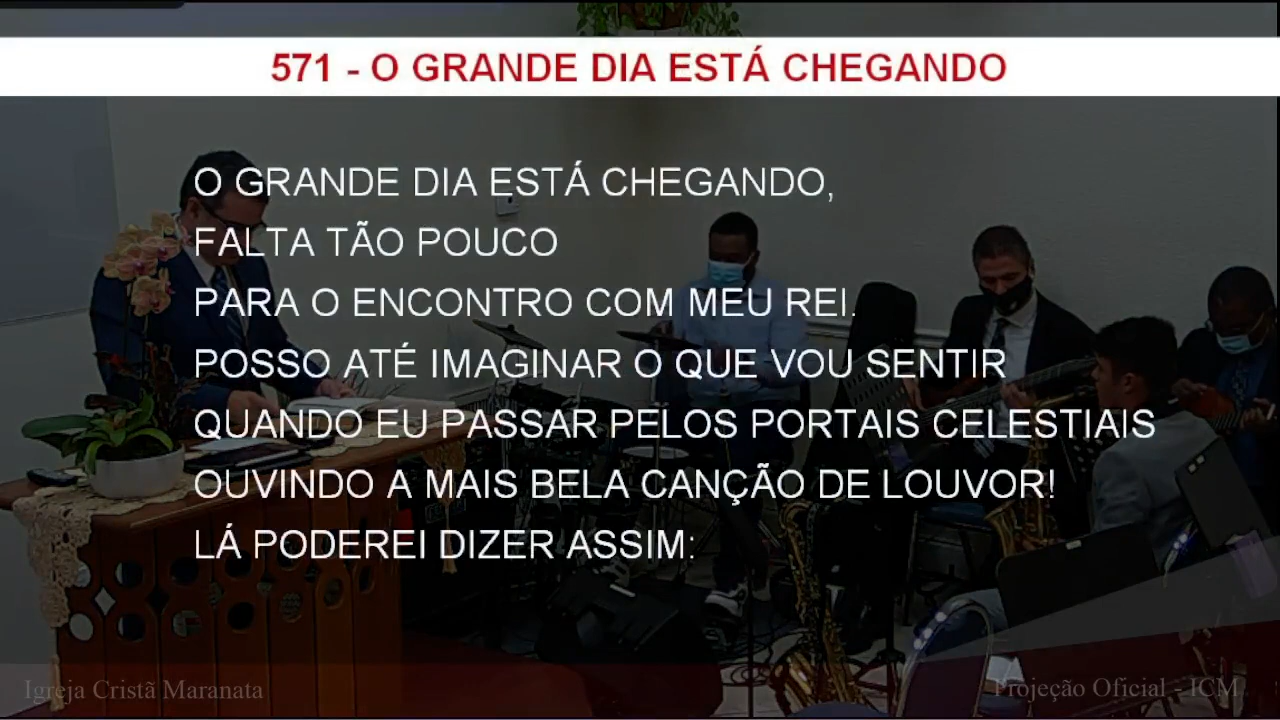 571 - O GRANDE DIA ESTÁ CHEGANDO
O GRANDE DIA ESTÁ CHEGANDO,
FALTA TÃO POUCO
PARA O ENCONTRO COM MEU REI.
POSSO ATÉ IMAGINAR O QUE VOU SENTIR
QUANDO EU PASSAR PELOS PORTAIS CELESTIAIS
OUVINDO A MAIS BELA CANÇÃO DE LOUVOR!
LÁ PODEREI DIZER ASSIM:
Igreja Cristã Maranata
Projeção Oficial - ICM